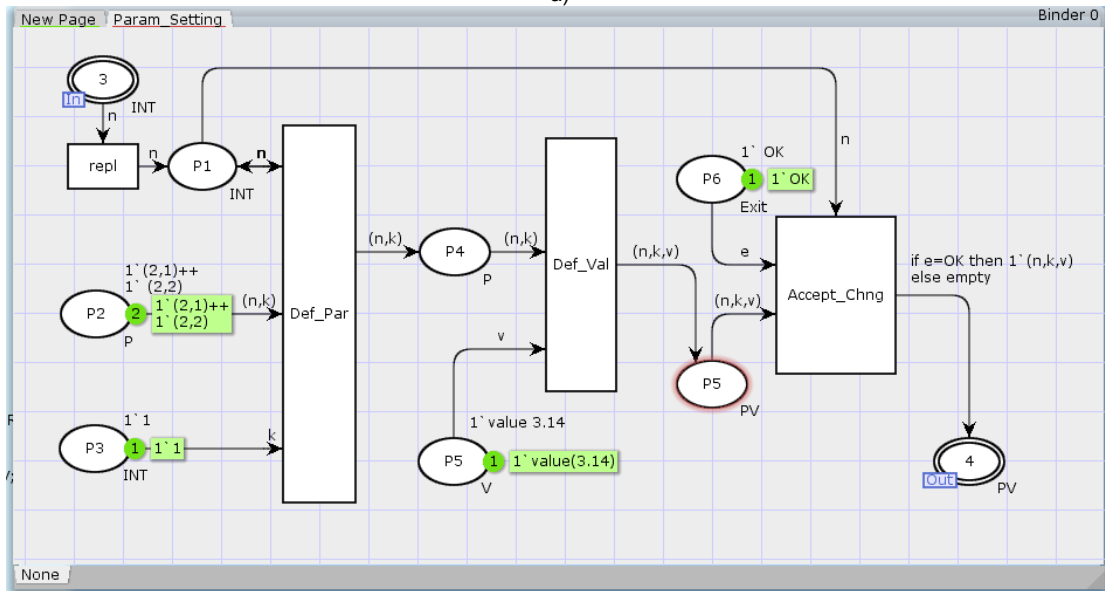 a)
New Page Param_Setting Binder 0
3
In
INT
n
repl
n
P1
INT
n
n
1`(2,1)++
1` (2,2)
P2
2
1`(2,1)++
1`(2,2)
(n,k)
P
Def_Par
1`1
P3
1
1`1
k
INT
(n,k)
P4
P
(n,k)
Def_Val
v
1`value 3.14
P5
1
1`value(3.14)
V
(n,k,v)
P5
PV
1` OK
P6
1
1`OK
Exit
e
(n,k,v)
Accept_Chng
if e=OK then 1`(n,k,v)
else empty
4
Out
PV
None